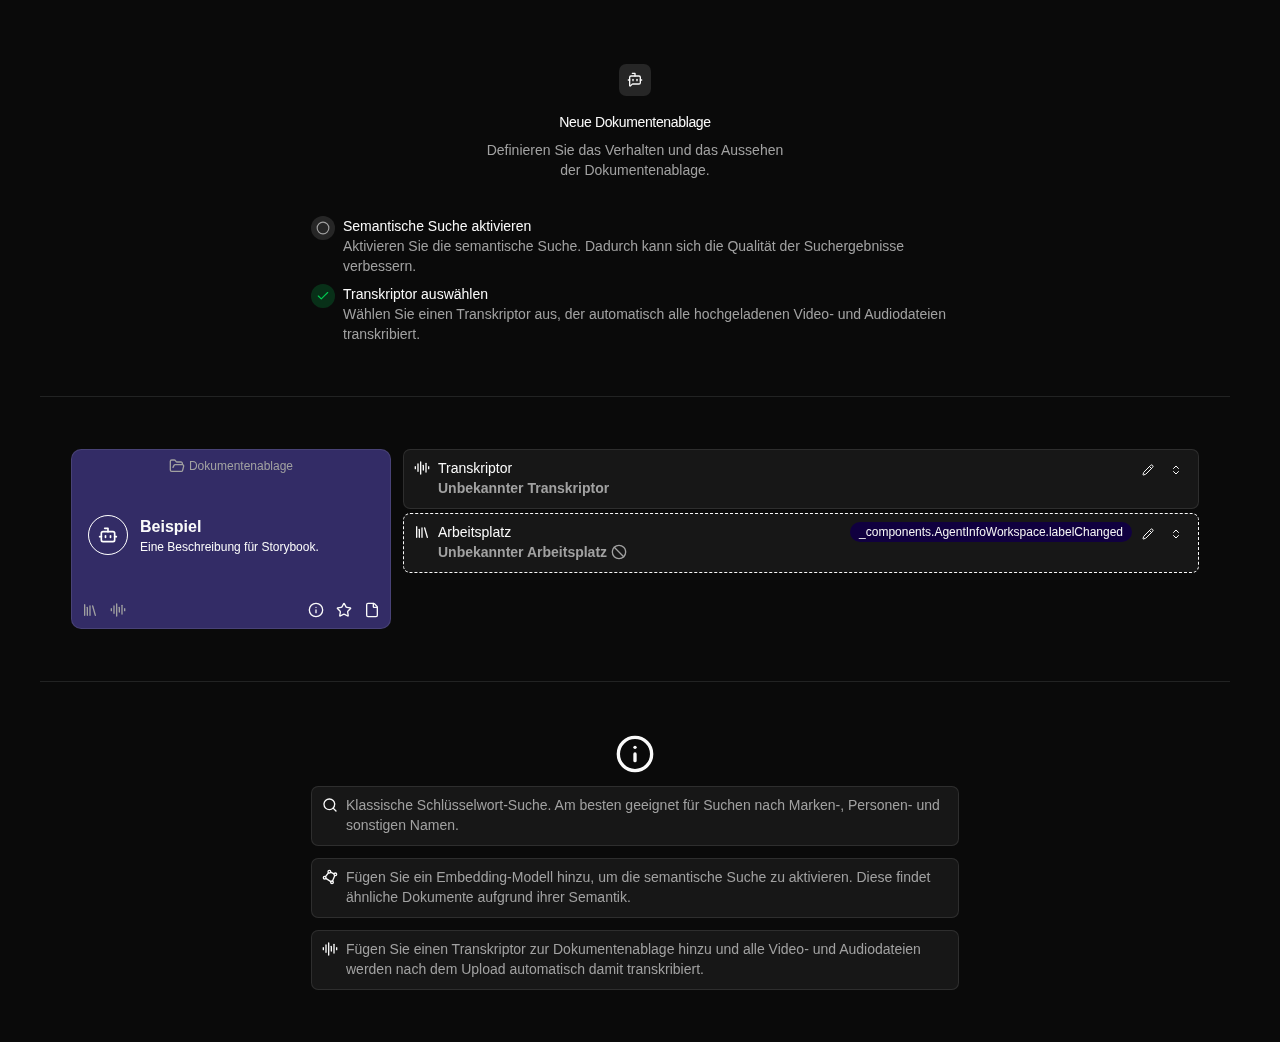 Neue Dokumentenablage
Definieren Sie das Verhalten und das Aussehen
der Dokumentenablage.
Semantische Suche aktivieren
Aktivieren Sie die semantische Suche. Dadurch kann sich die Qualität der Suchergebnisse
verbessern.
Transkriptor auswählen
Wählen Sie einen Transkriptor aus, der automatisch alle hochgeladenen Video- und Audiodateien
transkribiert.
Dokumentenablage
Beispiel
Eine Beschreibung für Storybook.
Transkriptor
Unbekannter Transkriptor
Arbeitsplatz
_components.AgentInfoWorkspace.labelChanged
Unbekannter Arbeitsplatz
Klassische Schlüsselwort-Suche. Am besten geeignet für Suchen nach Marken-, Personen- und
sonstigen Namen.
Fügen Sie ein Embedding-Modell hinzu, um die semantische Suche zu aktivieren. Diese findet
ähnliche Dokumente aufgrund ihrer Semantik.
Fügen Sie einen Transkriptor zur Dokumentenablage hinzu und alle Video- und Audiodateien
werden nach dem Upload automatisch damit transkribiert.